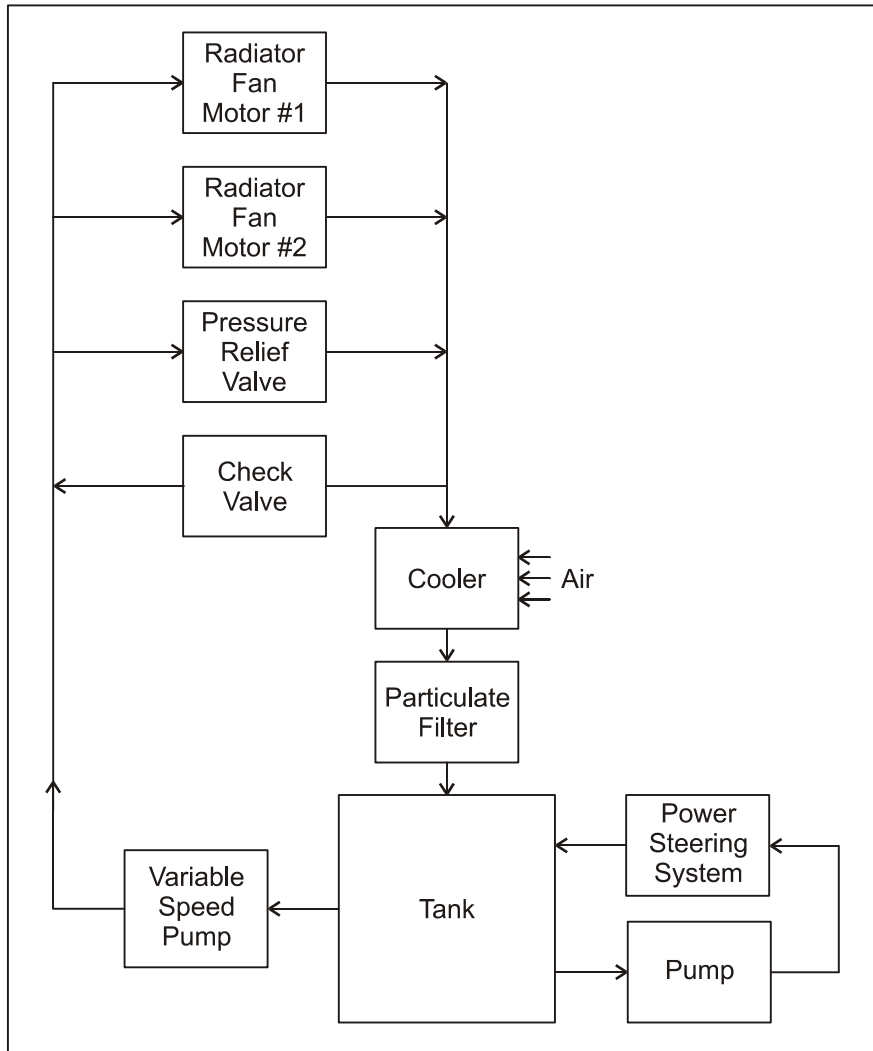 Radiator
Fan
Motor #1
Radiator
Fan
Motor #2
Pressure
Relief
Valve
Check
Valve
Cooler
Air
Particulate
Filter
Power
Steering
System
Variable
Speed
Pump
Tank
Pump